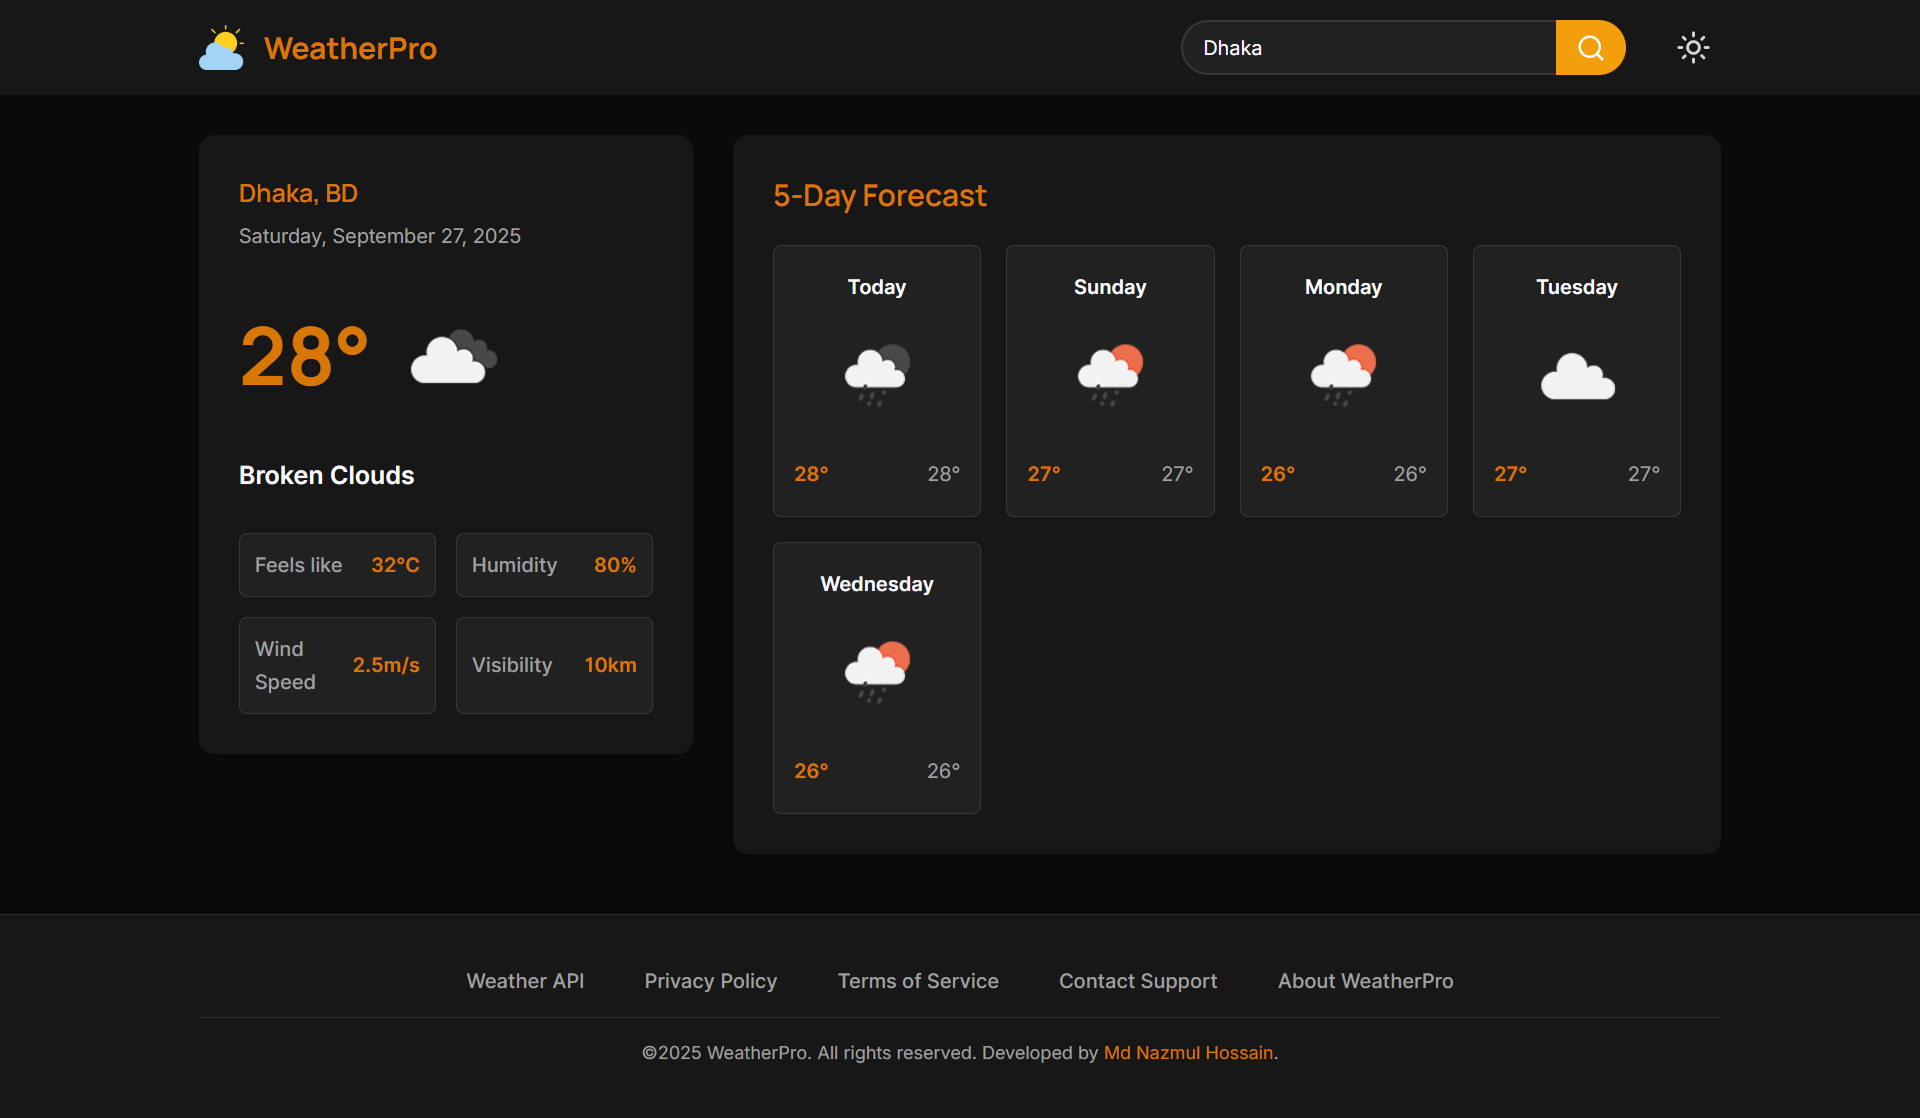 WeatherPro
Dhaka
Dhaka, BD
Saturday, September 27, 2025
28°
Broken Clouds
Feels like 32°C
Humidity 80%
Wind
Speed
2.5m/s
Visibility 10km
5-Day Forecast
Today
28° 28°
Sunday
27° 27°
Monday
26° 26°
Tuesday
27° 27°
Wednesday
26° 26°
Weather API
Privacy Policy
Terms of Service
Contact Support
About WeatherPro
©2025 WeatherPro. All rights reserved. Developed by Md Nazmul Hossain.